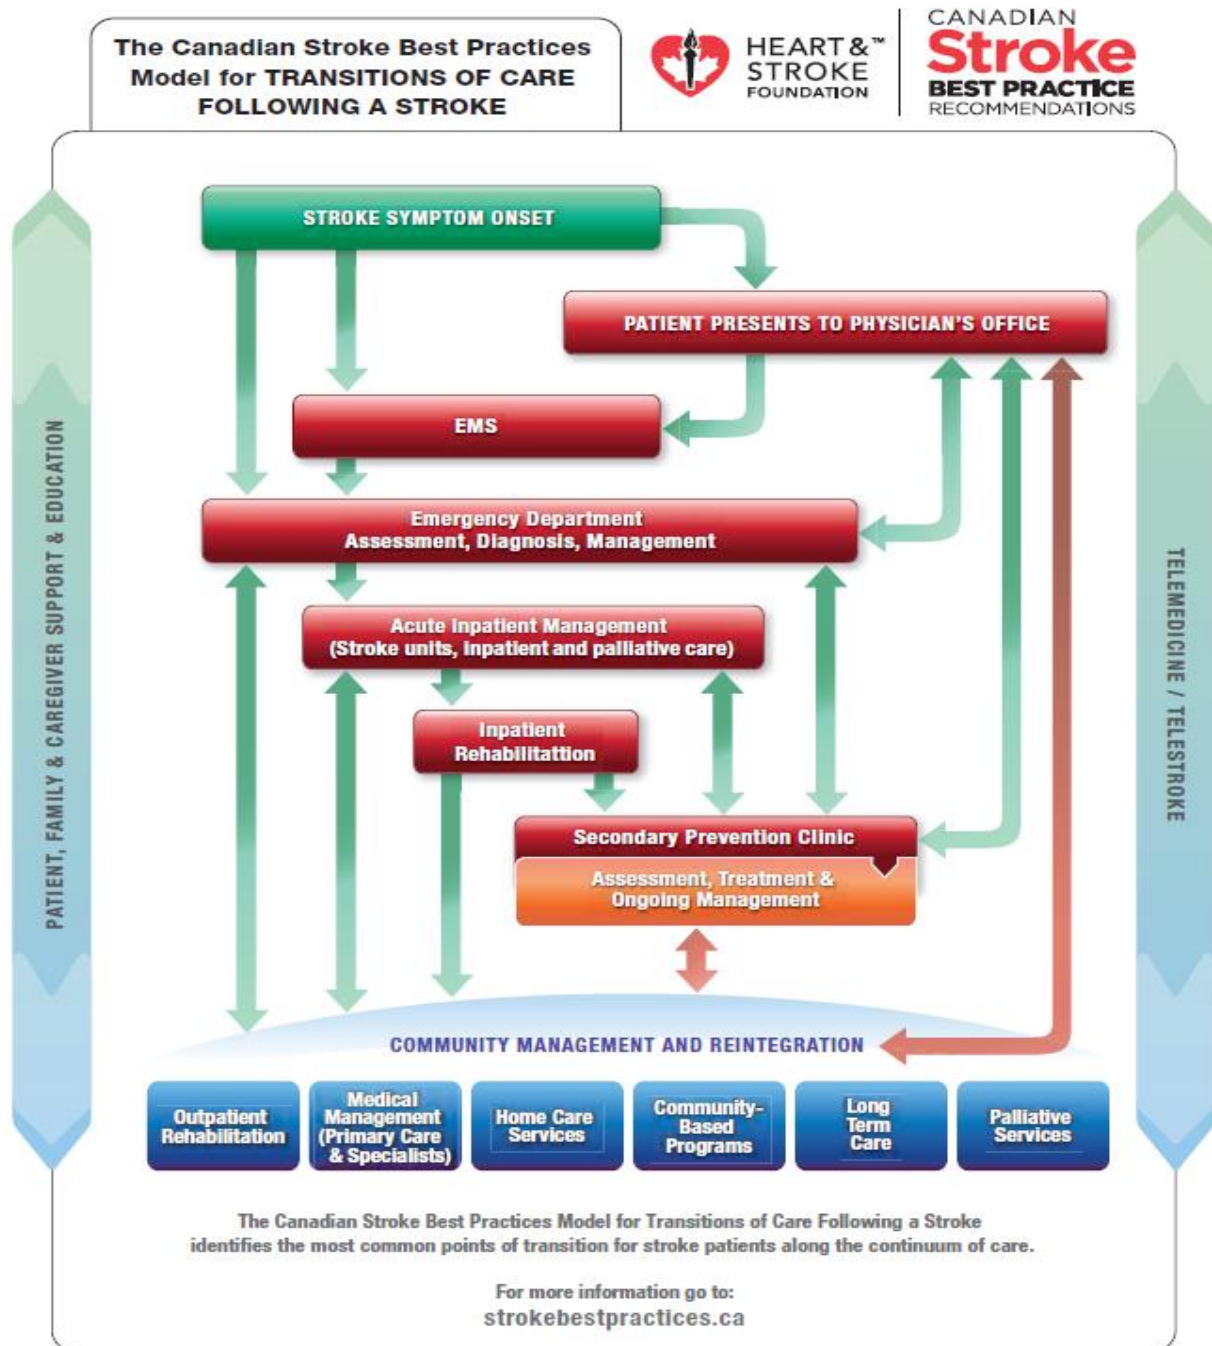 The Canadian Stroke Best Practices
Model for TRANSITIONS OF CARE
FOLLOWING A STROKE
HEART &™
STROKE
FOUNDATION
CANADIAN
Stroke
BEST PRACTICE
RECOMMENDATIONS
STROKE SYMPTOM ONSET
PATIENT PRESENTS TO PHYSICIAN'S OFFICE
EMS
Emergency Department
Assessment, Diagnosis, Management
Acute Inpatient Management
(Stroke units, inpatient and palliative care)
Inpatient
Rehabilitattion
Secondary Prevention Clinic
Assessment, Treatment &
Ongoing Management
PATIENT, FAMILY & CAREGIVER SUPPORT & EDUCATION
TELEMEDICINE / TELESTROKE
COMMUNITY MANAGEMENT AND REINTEGRATION
Outpatient
Rehabilitation
Medical
Management
(Primary Care
& Specialists)
Home Care
Services
Community-
Based
Programs
Long
Term
Care
Palliative
Services
The Canadian Stroke Best Practices Model for Transitions of Care Following a Stroke
identifies the most common points of transition for stroke patients along the continuum of care.
For more information go to:
strokebestpractices.ca